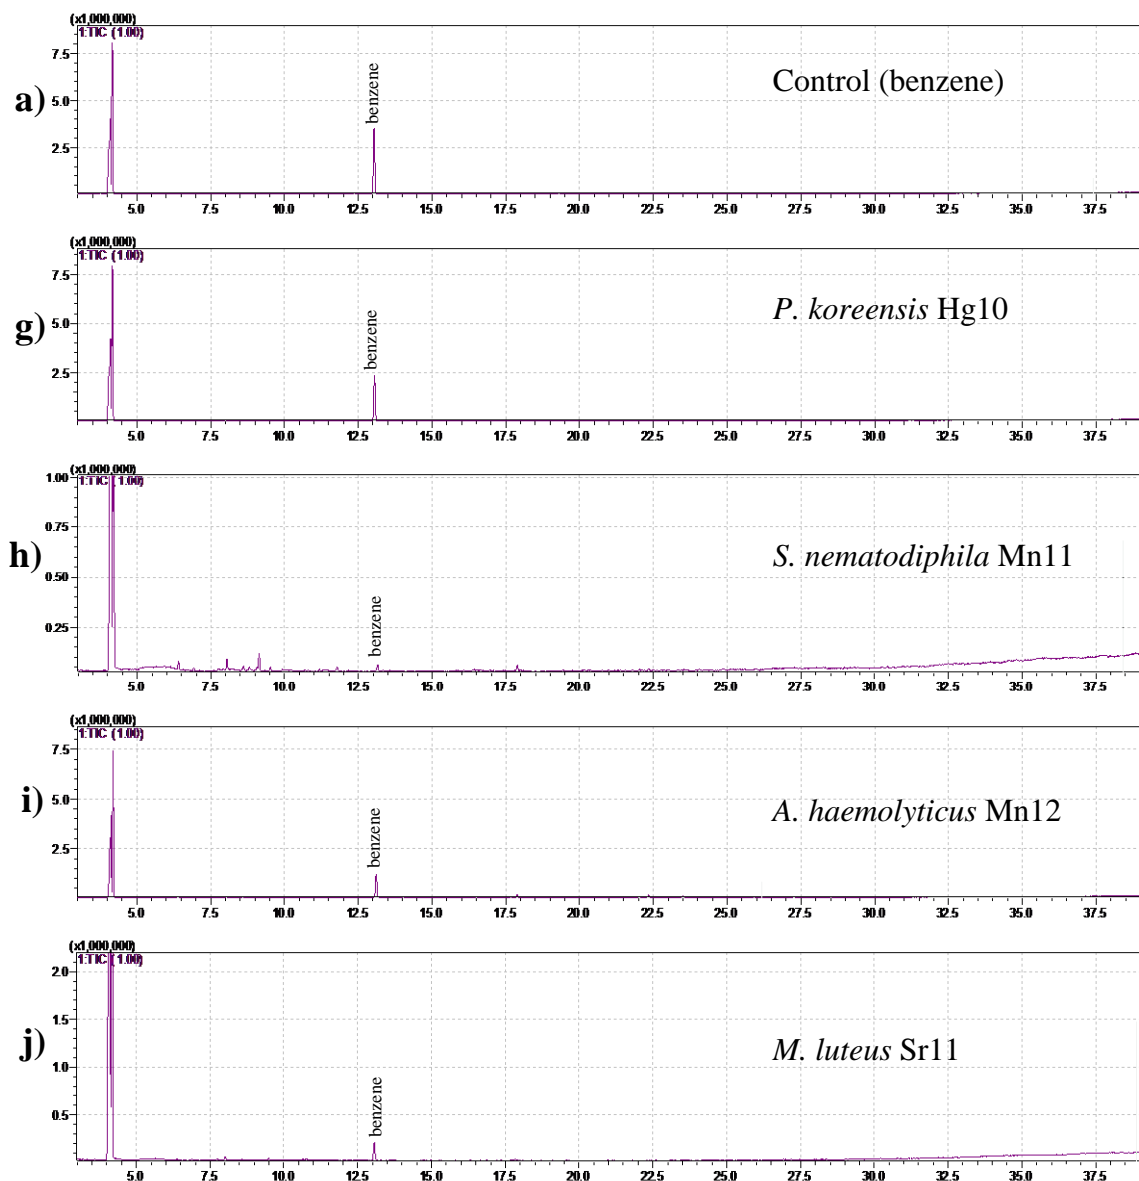 (x1,000,000)
1:TIC (1.00)
7.5
5.0
2.5
a)
benzene
Control (benzene)
5.0 7.5 10.0 12.5 15.0 17.5 20.0 22.5 25.0 27.5 30.0 32.5 35.0 37.5
(x1,000,000)
1:TIC (1.00)
7.5
5.0
2.5
g)
benzene
P. koreensis Hg10
5.0 7.5 10.0 12.5 15.0 17.5 20.0 22.5 25.0 27.5 30.0 32.5 35.0 37.5
(x1,000,000)
1:TIC (1.00)
1.00
0.75
0.50
0.25
h)
benzene
S. nematodiphila Mn11
5.0 7.5 10.0 12.5 15.0 17.5 20.0 22.5 25.0 27.5 30.0 32.5 35.0 37.5
(x1,000,000)
1:TIC (1.00)
7.5
5.0
2.5
i)
benzene
A. haemolyticus Mn12
5.0 7.5 10.0 12.5 15.0 17.5 20.0 22.5 25.0 27.5 30.0 32.5 35.0 37.5
(x1,000,000)
1:TIC (1.00)
2.0
1.5
1.0
0.5
j)
benzene
M. luteus Sr11
5.0 7.5 10.0 12.5 15.0 17.5 20.0 22.5 25.0 27.5 30.0 32.5 35.0 37.5